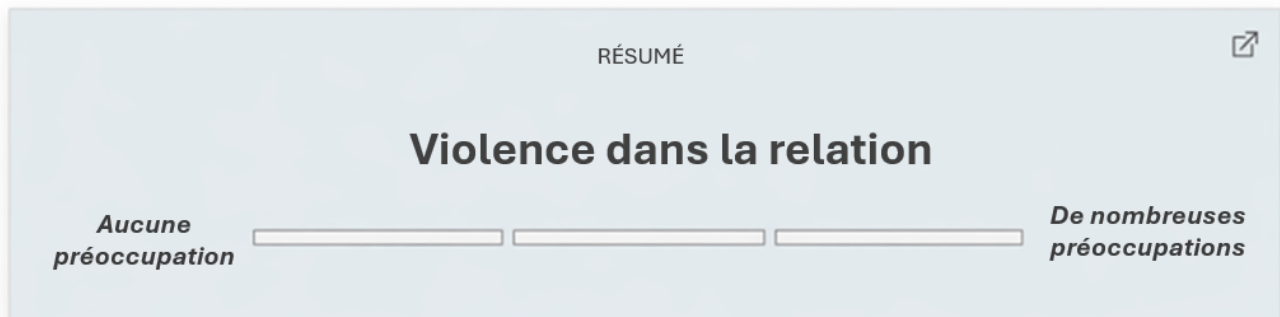 RÉSUMÉ
Violence dans la relation
Aucune
préoccupation
De nombreuses
préoccupations